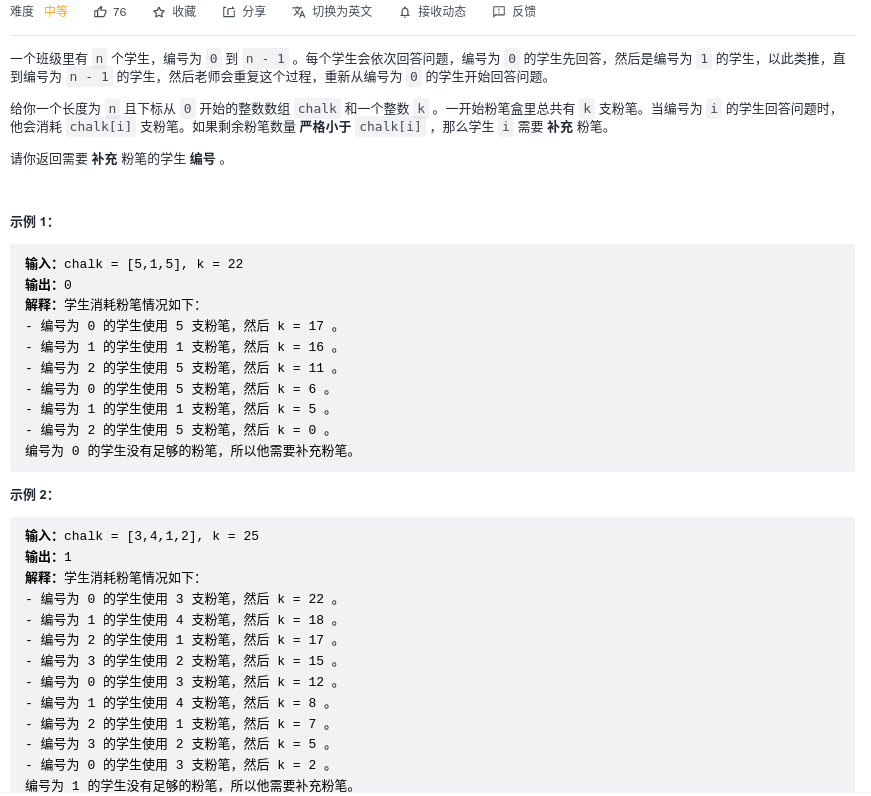 难度 中等 76 收藏 分享 切换为英文 接收动态 反馈
一个班级里有 n 个学生，编号为 0 到 n - 1 。每个学生会依次回答问题，编号为 0 的学生先回答，然后是编号为 1 的学生，以此类推，直
到编号为 n - 1 的学生，然后老师会重复这个过程，重新从编号为 0 的学生开始回答问题。
给你一个长度为 n 且下标从 0 开始的整数数组 chalk 和一个整数 k 。一开始粉笔盒里总共有 k 支粉笔。当编号为 i 的学生回答问题时，
他会消耗 chalk[i] 支粉笔。如果剩余粉笔数量 严格小于 chalk[i] ，那么学生 i 需要 补充 粉笔。
请你返回需要 补充 粉笔的学生 编号 。
示例 1：
输入：chalk = [5,1,5], k = 22
输出：0
解释：学生消耗粉笔情况如下：
- 编号为 0 的学生使用 5 支粉笔，然后 k = 17 。
- 编号为 1 的学生使用 1 支粉笔，然后 k = 16 。
- 编号为 2 的学生使用 5 支粉笔，然后 k = 11 。
- 编号为 0 的学生使用 5 支粉笔，然后 k = 6 。
- 编号为 1 的学生使用 1 支粉笔，然后 k = 5 。
- 编号为 2 的学生使用 5 支粉笔，然后 k = 0 。
编号为 0 的学生没有足够的粉笔，所以他需要补充粉笔。
示例 2：
输入：chalk = [3,4,1,2], k = 25
输出：1
解释：学生消耗粉笔情况如下：
- 编号为 0 的学生使用 3 支粉笔，然后 k = 22 。
- 编号为 1 的学生使用 4 支粉笔，然后 k = 18 。
- 编号为 2 的学生使用 1 支粉笔，然后 k = 17 。
- 编号为 3 的学生使用 2 支粉笔，然后 k = 15 。
- 编号为 0 的学生使用 3 支粉笔，然后 k = 12 。
- 编号为 1 的学生使用 4 支粉笔，然后 k = 8 。
- 编号为 2 的学生使用 1 支粉笔，然后 k = 7 。
- 编号为 3 的学生使用 2 支粉笔，然后 k = 5 。
- 编号为 0 的学生使用 3 支粉笔，然后 k = 2 。
编号为 1 的学生没有足够的粉笔，所以他需要补充粉笔。